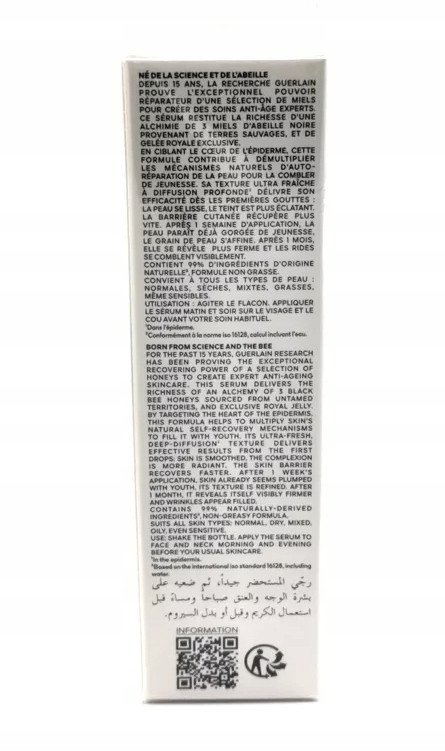 NÉ DE LA SCIENCE ET DE L'ABEILLE
DEPUIS 15 ANS, LA RECHERCHE GUERLAIN
PROUVE L'EXCEPTIONNEL POUVOIR
RÉPARATEUR D'UNE SÉLECTION DE MIELS
POUR CRÉER DES SOINS ANTI-ÂGE EXPERTS.
CE SÉRUM RESTITUE LA RICHESSE D'UNE
ALCHIMIE DE 3 MIELS D'ABEILLE NOIRE
PROVENANT DE TERRES SAUVAGES, ET DE
GELÉE ROYALE EXCLUSIVE.
EN CIBLANT LE CŒUR DE L'ÉPIDERME, CETTE
FORMULE CONTRIBUE À DÉMULTIPLIER
LES MÉCANISMES NATURELS D'AUTO-
RÉPARATION DE LA PEAU POUR LA COMBLER
DE JEUNESSE. SA TEXTURE ULTRA FRAÎCHE
À DIFFUSION PROFONDE¹ DÉLIVRE SON
EFFICACITÉ DÈS LES PREMIÈRES GOUTTES :
LA PEAU SE LISSE, LE TEINT EST PLUS ÉCLATANT.
LA BARRIÈRE CUTANÉE RÉCUPÈRE PLUS
VITE. APRÈS 1 SEMAINE D'APPLICATION, LA
PEAU PARAÎT DÉJÀ GORGÉE DE JEUNESSE,
LE GRAIN DE PEAU S'AFFINE. APRÈS 1 MOIS,
ELLE SE RÉVÈLE PLUS FERME ET LES RIDES
SE COMBLENT VISIBLEMENT.
CONTIENT 99% D'INGRÉDIENTS D'ORIGINE
NATURELLE², FORMULE NON GRASSE.
CONVIENT À TOUS LES TYPES DE PEAU :
NORMALES, SÈCHES, MIXTES, GRASSES,
MÊME SENSIBLES.
UTILISATION : AGITER LE FLACON. APPLIQUER
LE SÉRUM MATIN ET SOIR SUR LE VISAGE ET LE
COU AVANT VOTRE SOIN HABITUEL.
¹Dans l'épiderme.
²Conformément à la norme iso 16128, calcul incluant l'eau.
BORN FROM SCIENCE AND THE BEE
FOR THE PAST 15 YEARS, GUERLAIN RESEARCH
HAS BEEN PROVING THE EXCEPTIONAL
RECOVERING POWER OF A SELECTION OF
HONEYS TO CREATE EXPERT ANTI-AGEING
SKINCARE. THIS SERUM DELIVERS THE
RICHNESS OF AN ALCHEMY OF 3 BLACK
BEE HONEYS SOURCED FROM UNTAMED
TERRITORIES, AND EXCLUSIVE ROYAL JELLY.
BY TARGETING THE HEART OF THE EPIDERMIS,
THIS FORMULA HELPS TO MULTIPLY SKIN'S
NATURAL SELF-RECOVERY MECHANISMS
TO FILL IT WITH YOUTH. ITS ULTRA-FRESH,
DEEP-DIFFUSION¹ TEXTURE DELIVERS
EFFECTIVE RESULTS FROM THE FIRST
DROPS: SKIN IS SMOOTHED, THE COMPLEXION
IS MORE RADIANT. THE SKIN BARRIER
RECOVERS FASTER. AFTER 1 WEEK'S
APPLICATION, SKIN ALREADY SEEMS PLUMPED
WITH YOUTH. ITS TEXTURE IS REFINED. AFTER
1 MONTH, IT REVEALS ITSELF VISIBLY FIRMER
AND WRINKLES APPEAR FILLED.
CONTAINS 99% NATURALLY-DERIVED
INGREDIENTS², NON-GREASY FORMULA.
SUITS ALL SKIN TYPES: NORMAL, DRY, MIXED,
OILY, EVEN SENSITIVE.
USE: SHAKE THE BOTTLE. APPLY THE SERUM TO
FACE AND NECK MORNING AND EVENING
BEFORE YOUR USUAL SKINCARE.
¹In the epidermis.
²Based on the international iso standard 16128, including
water.
رجّي المستحضر جيداً، ثم ضعيه على
بشرة الوجه والعنق صباحاً ومساءً قبل
استعمال الكريم وقبل أو بدل السيروم.
INFORMATION